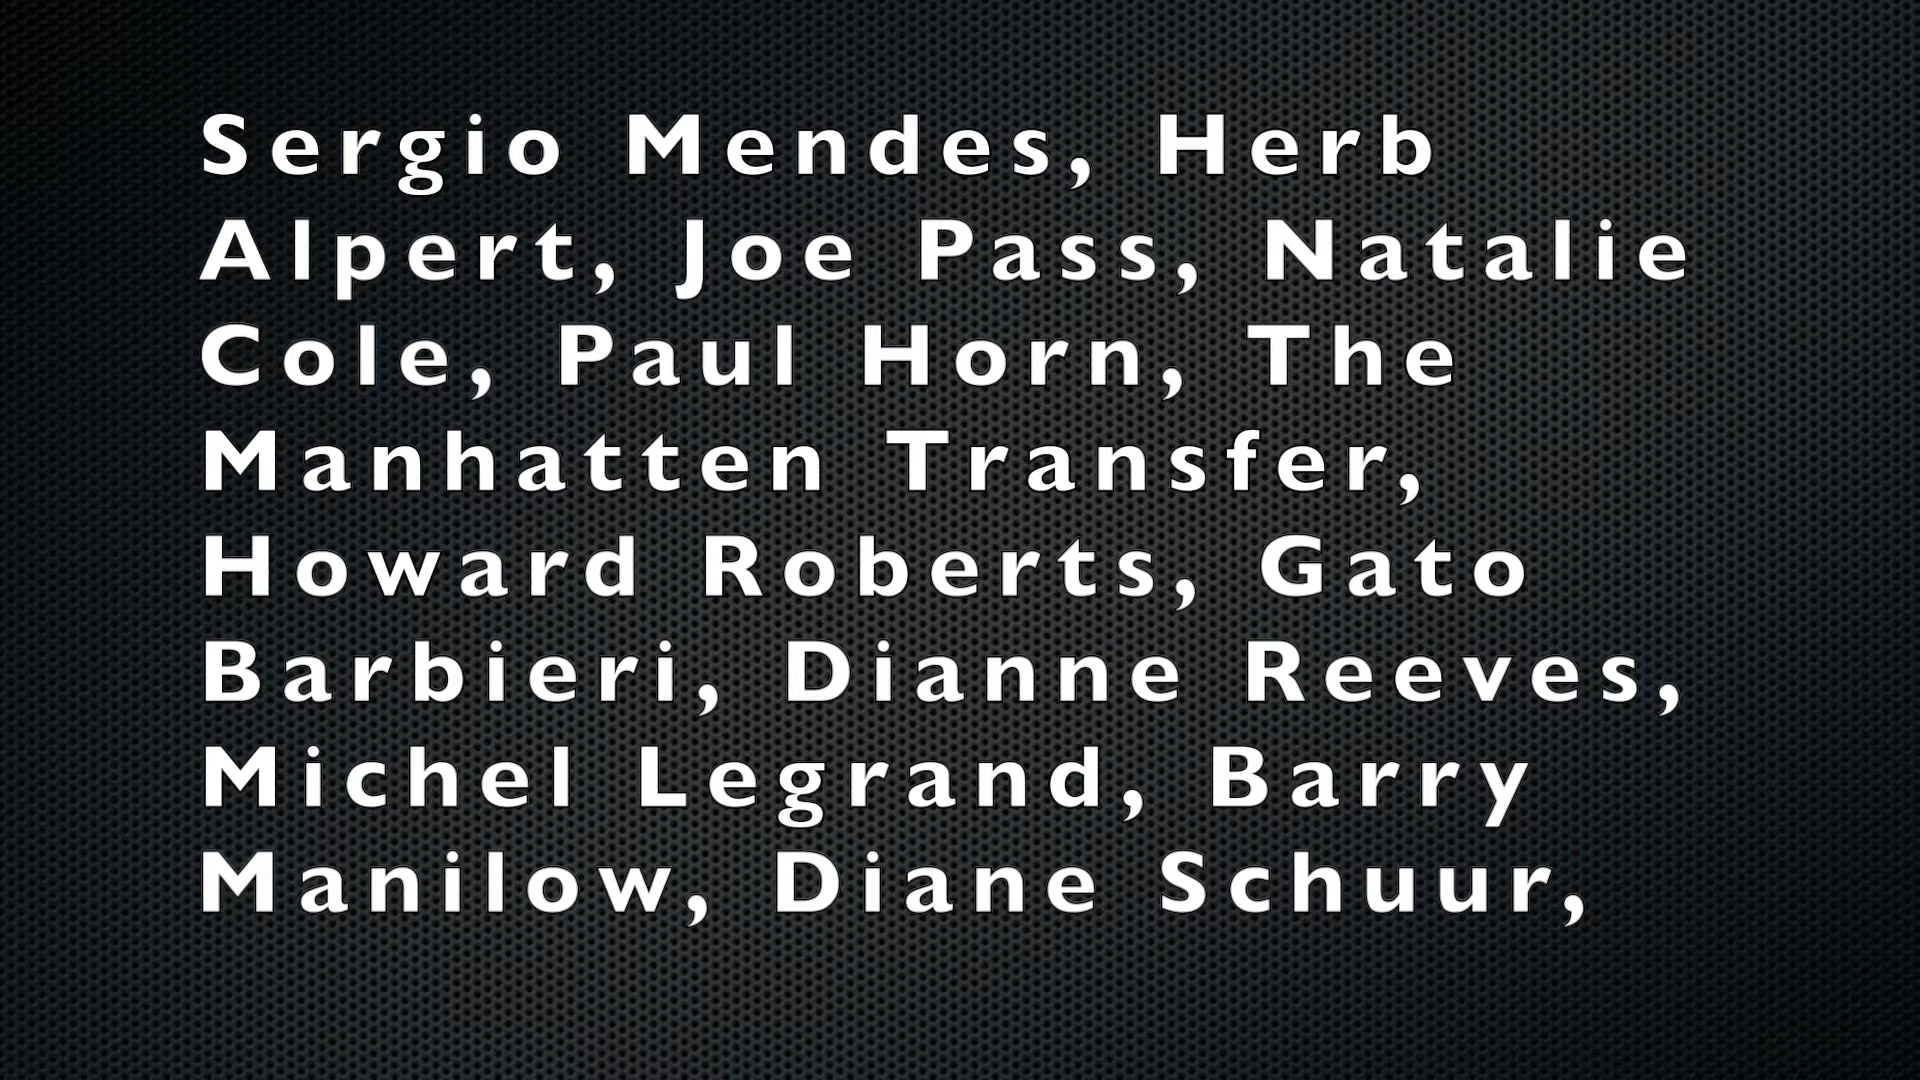 Sergio Mendes, Herb
Alpert, Joe Pass, Natalie
Cole, Paul Horn, The
Manhatten Transfer,
Howard Roberts, Gato
Barbieri, Dianne Reeves,
Michel Legrand, Barry
Manilow, Diane Schuur,